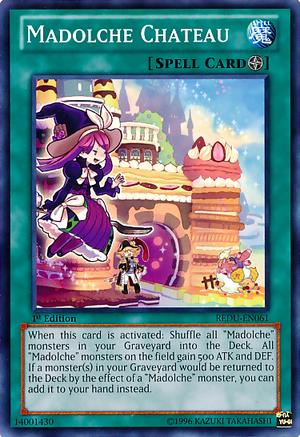 MADOLCHE CHATEAU
魔
[SPELL CARD]
1st Edition
REDU-EN061
When this card is activated: Shuffle all "Madolche"
monsters in your Graveyard into the Deck. All
"Madolche" monsters on the field gain 500 ATK and DEF.
If a monster(s) in your Graveyard would be returned to
the Deck by the effect of a "Madolche" monster, you can
add it to your hand instead.
14001430
©1996 KAZUKI TAKAHASHI